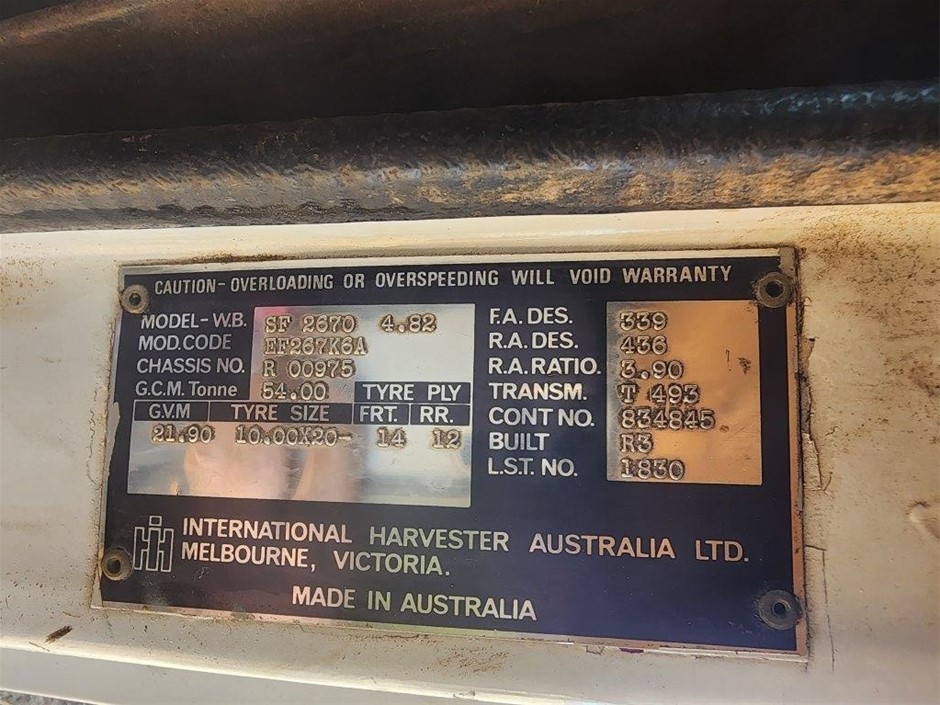 CAUTION-OVERLOADING OR OVERSPEEDING WILL VOID WARRANTY
MODEL-W.B. SF 2670 4.82
MOD.CODE EF267K6A
CHASSIS NO. R 00975
G.C.M. Tonne 54.00 TYRE PLY
G.V.M TYRE SIZE FRT. RR.
21.90 10.00X20- 14 12
F.A. DES. 339
R.A. DES. 436
R.A. RATIO. 3.90
TRANSM. T 493
CONT NO. 834845
BUILT R3
L.S.T. NO. 1830
IH INTERNATIONAL HARVESTER AUSTRALIA LTD.
MELBOURNE, VICTORIA.
MADE IN AUSTRALIA